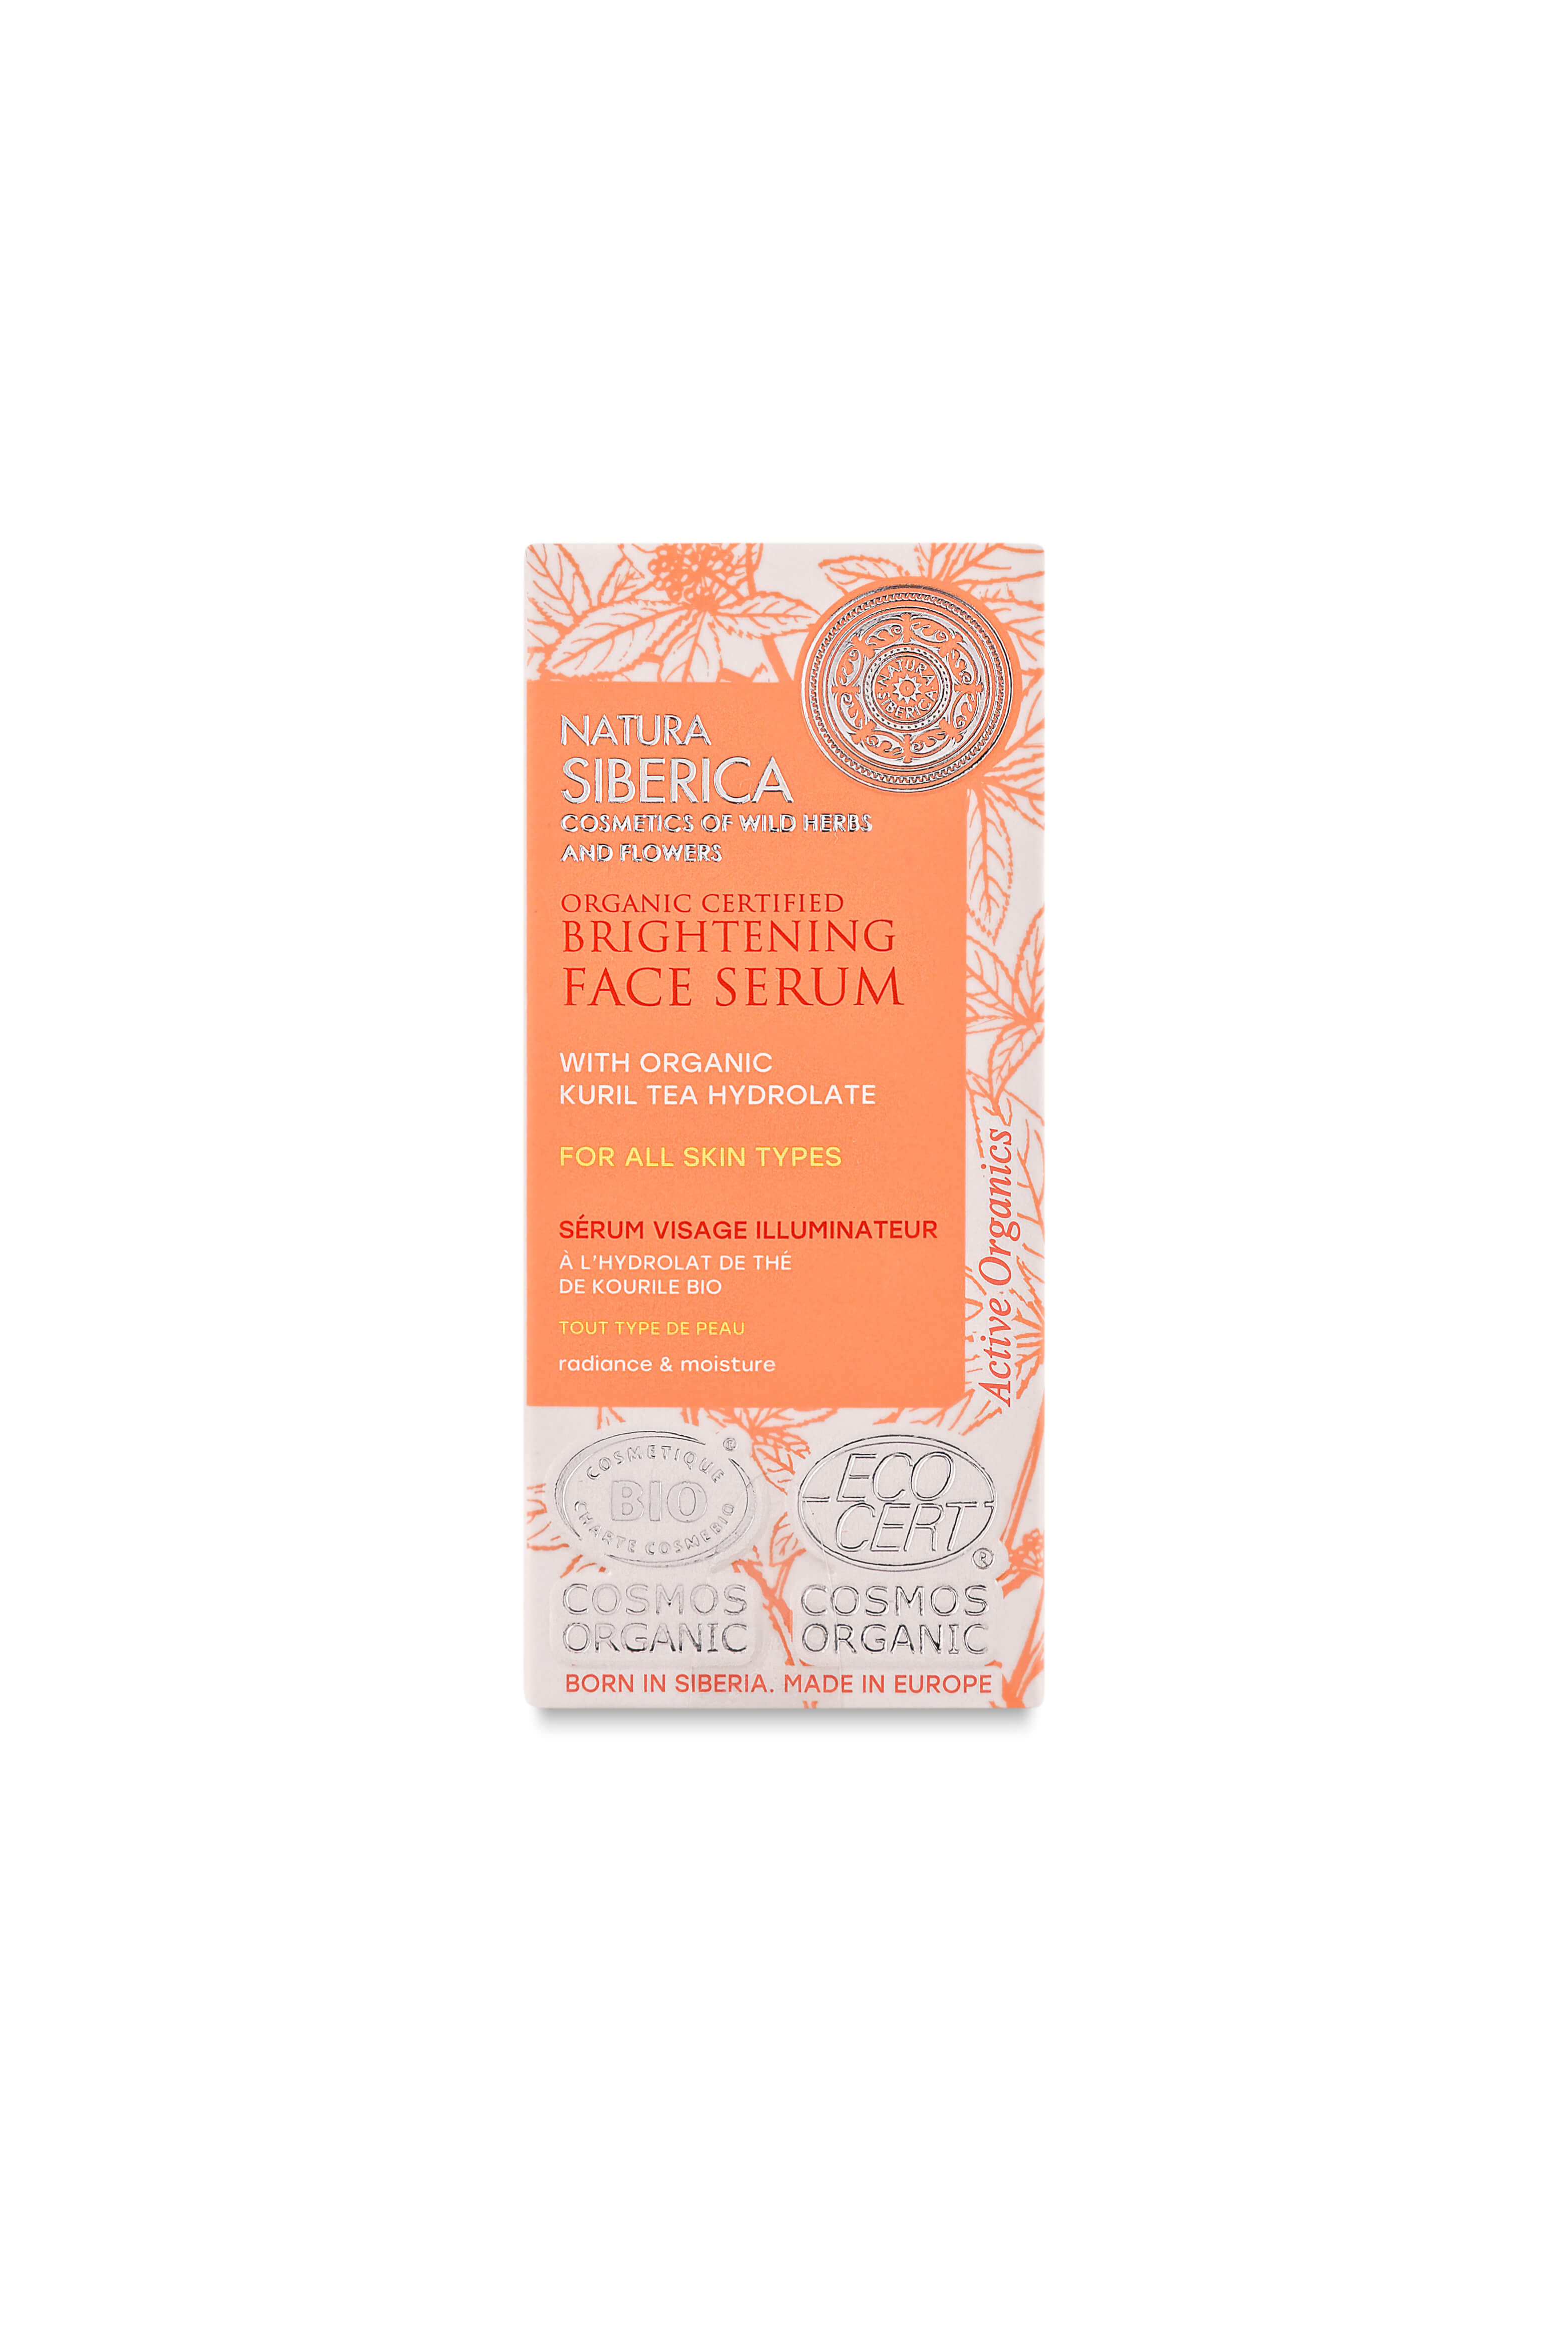 NATURA SIBERICA
NATURA
SIBERICA
COSMETICS OF WILD HERBS
AND FLOWERS
ORGANIC CERTIFIED
BRIGHTENING
FACE SERUM
WITH ORGANIC
KURIL TEA HYDROLATE
FOR ALL SKIN TYPES
SÉRUM VISAGE ILLUMINATEUR
À L'HYDROLAT DE THÉ
DE KOURILE BIO
TOUT TYPE DE PEAU
radiance & moisture
Active Organics
COSMETIQUE ®
BIO
CHARTE COSMEBIO
COSMOS
ORGANIC
ECO
CERT
®
COSMOS
ORGANIC
BORN IN SIBERIA. MADE IN EUROPE